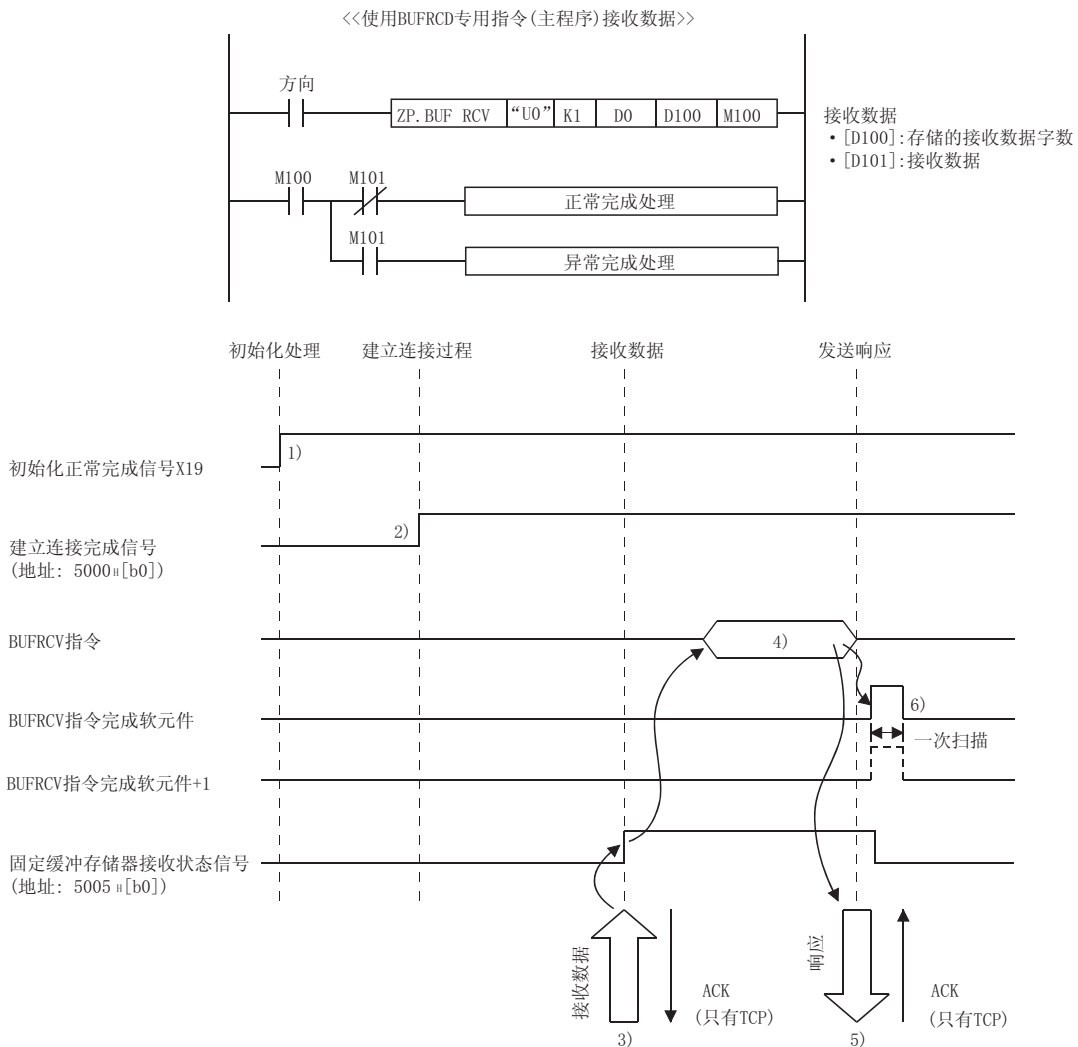 <<使用BUFRCD专用指令(主程序)接收数据>>
方向
ZP.BUF RCV “U0” K1 D0 D100 M100
接收数据
・[D100]:存储的接收数据字数
・[D101]:接收数据
M100 M101
正常完成处理
M101
异常完成处理
初始化处理 建立连接过程 接收数据 发送响应
1)
初始化正常完成信号X19
2)
建立连接完成信号
(地址: 5000H[b0])
BUFRCV指令
4)
BUFRCV指令完成软元件
6)
一次扫描
BUFRCV指令完成软元件+1
固定缓冲存储器接收状态信号
(地址: 5005H[b0])
接收数据
ACK
(只有TCP)
3)
响应
ACK
(只有TCP)
5)